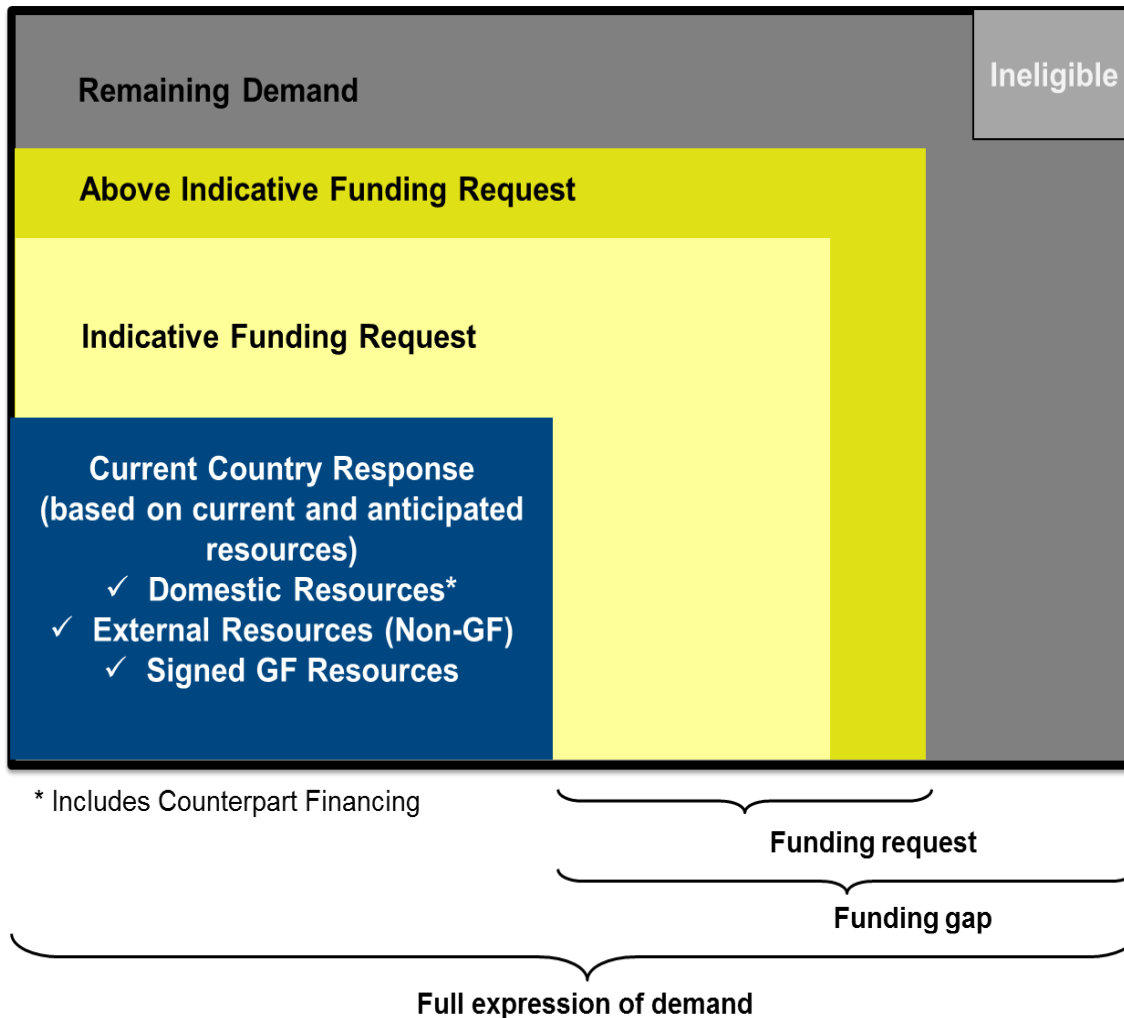 Remaining Demand
Ineligible
Above Indicative Funding Request
Indicative Funding Request
Current Country Response
(based on current and anticipated
resources)
✓ Domestic Resources*
✓ External Resources (Non-GF)
✓ Signed GF Resources
* Includes Counterpart Financing
Funding request
Funding gap
Full expression of demand